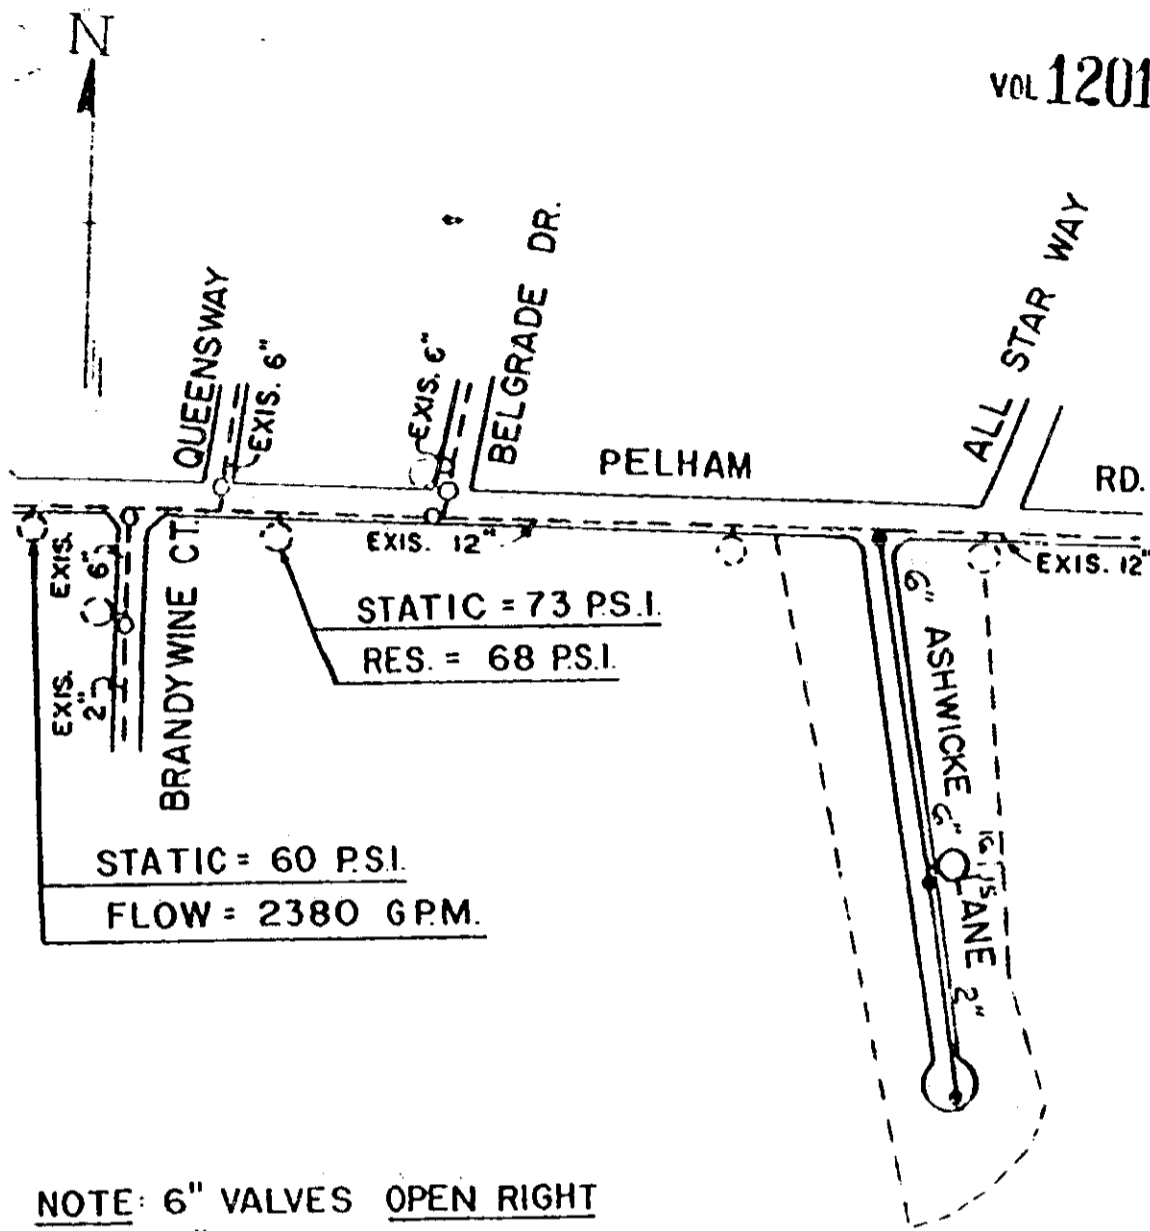 N
VOL 1201
QUEENSWAY
EXIS. 6"
EXIS. 6"
BELGRADE DR.
ALL STAR WAY
PELHAM
RD.
EXIS. 12"
EXIS. 12"
EXIS.
6"
EXIS.
2"
BRANDYWINE CT.
STATIC = 73 P.S.I.
RES. = 68 P.S.I.
6"
ASHWICKE LANE
6"
2"
STATIC = 60 P.S.I.
FLOW = 2380 G.P.M.
NOTE: 6" VALVES OPEN RIGHT